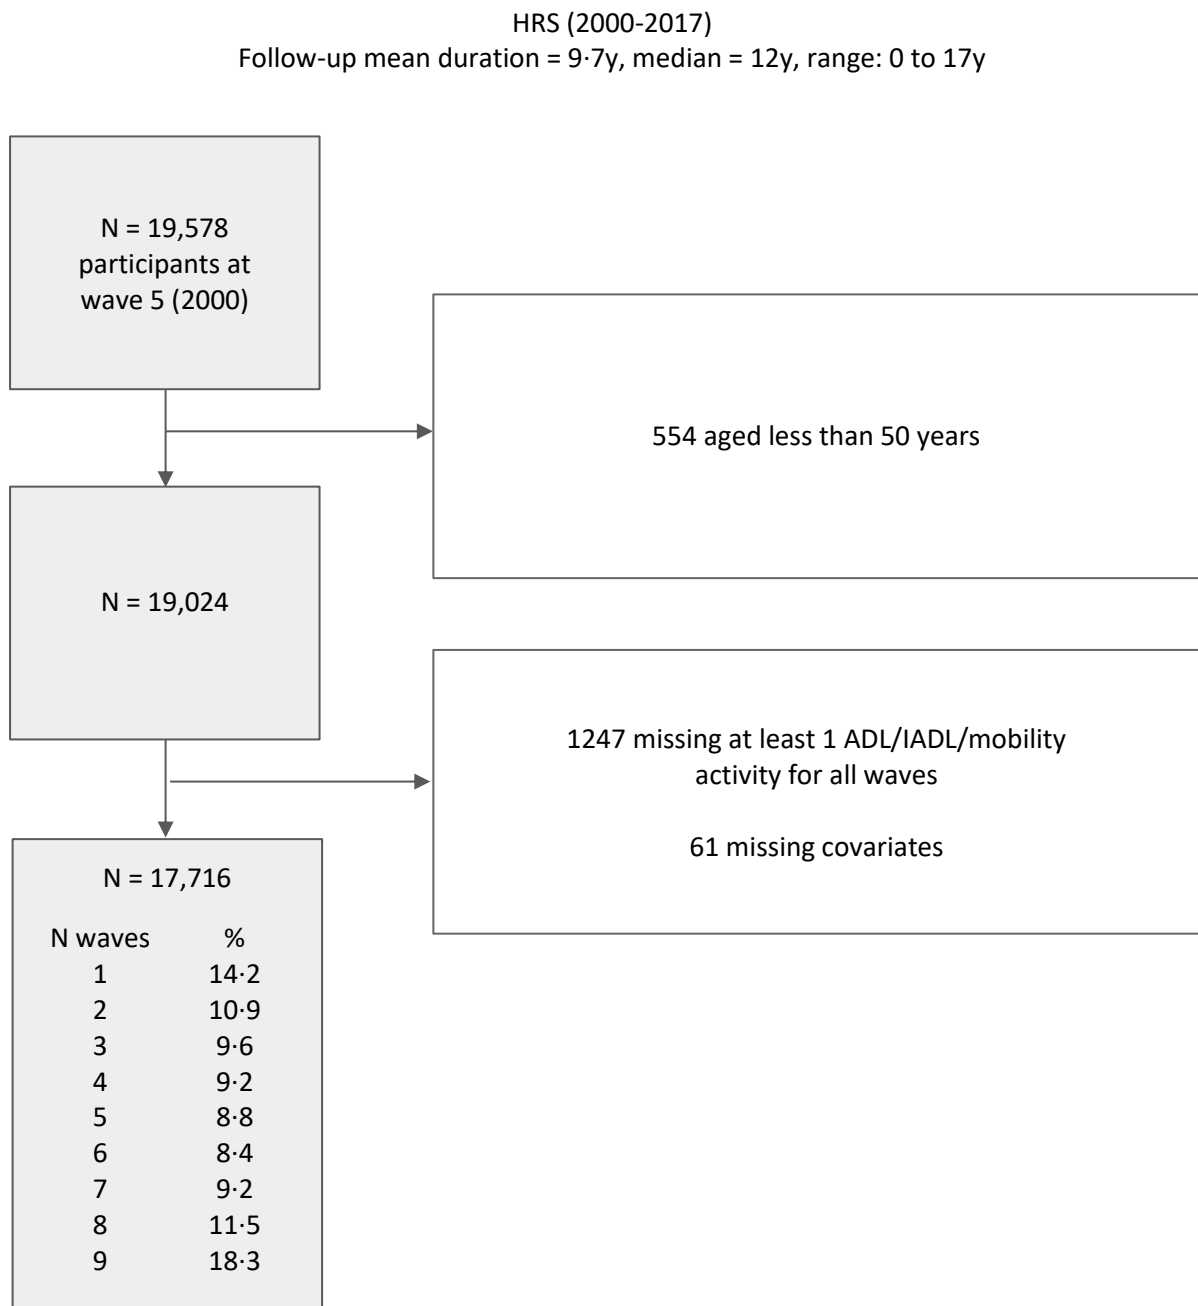 HRS (2000-2017)
Follow-up mean duration = 9·7y, median = 12y, range: 0 to 17y
N = 19,578
participants at
wave 5 (2000)
554 aged less than 50 years
N = 19,024
1247 missing at least 1 ADL/IADL/mobility
activity for all waves
61 missing covariates
N = 17,716
N waves %
1 14·2
2 10·9
3 9·6
4 9·2
5 8·8
6 8·4
7 9·2
8 11·5
9 18·3